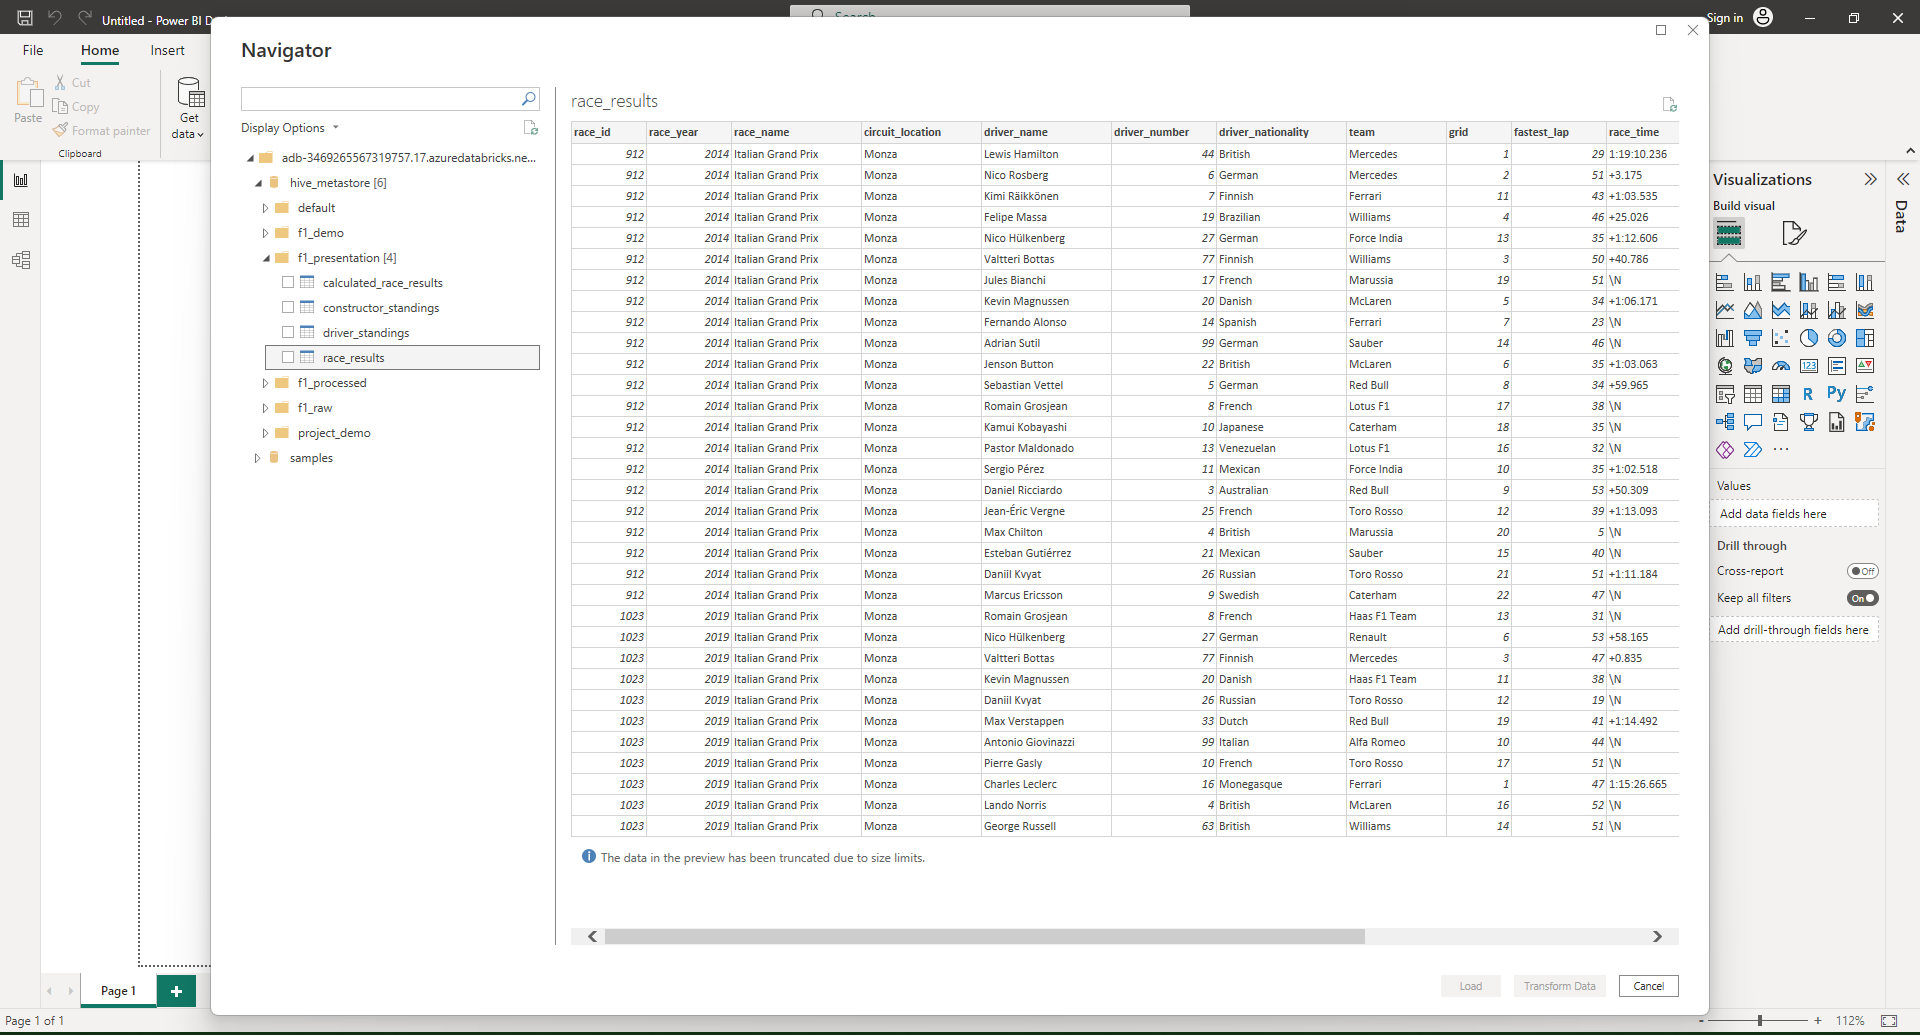 Untitled - Power BI D
Search
Sign in
File
Home
Insert
Navigator
Paste
Cut
Copy
Format painter
Clipboard
Get
data
Display Options
adb-3469265567319757.17.azuredatabricks.ne...
hive_metastore [6]
default
f1_demo
f1_presentation [4]
calculated_race_results
constructor_standings
driver_standings
race_results
f1_processed
f1_raw
project_demo
samples
race_results
race_id race_year race_name circuit_location driver_name driver_number driver_nationality team grid fastest_lap race_time
912 2014 Italian Grand Prix Monza Lewis Hamilton 44 British Mercedes 1 29 1:19:10.236
912 2014 Italian Grand Prix Monza Nico Rosberg 6 German Mercedes 2 51 +3.175
912 2014 Italian Grand Prix Monza Kimi Räikkönen 7 Finnish Ferrari 11 43 +1:03.535
912 2014 Italian Grand Prix Monza Felipe Massa 19 Brazilian Williams 4 46 +25.026
912 2014 Italian Grand Prix Monza Nico Hülkenberg 27 German Force India 13 35 +1:12.606
912 2014 Italian Grand Prix Monza Valtteri Bottas 77 Finnish Williams 3 50 +40.786
912 2014 Italian Grand Prix Monza Jules Bianchi 17 French Marussia 19 51 \N
912 2014 Italian Grand Prix Monza Kevin Magnussen 20 Danish McLaren 5 34 +1:06.171
912 2014 Italian Grand Prix Monza Fernando Alonso 14 Spanish Ferrari 7 23 \N
912 2014 Italian Grand Prix Monza Adrian Sutil 99 German Sauber 14 46 \N
912 2014 Italian Grand Prix Monza Jenson Button 22 British McLaren 6 35 +1:03.063
912 2014 Italian Grand Prix Monza Sebastian Vettel 5 German Red Bull 8 34 +59.965
912 2014 Italian Grand Prix Monza Romain Grosjean 8 French Lotus F1 17 38 \N
912 2014 Italian Grand Prix Monza Kamui Kobayashi 10 Japanese Caterham 18 35 \N
912 2014 Italian Grand Prix Monza Pastor Maldonado 13 Venezuelan Lotus F1 16 32 \N
912 2014 Italian Grand Prix Monza Sergio Pérez 11 Mexican Force India 10 35 +1:02.518
912 2014 Italian Grand Prix Monza Daniel Ricciardo 3 Australian Red Bull 9 53 +50.309
912 2014 Italian Grand Prix Monza Jean-Éric Vergne 25 French Toro Rosso 12 39 +1:13.093
912 2014 Italian Grand Prix Monza Max Chilton 4 British Marussia 20 5 \N
912 2014 Italian Grand Prix Monza Esteban Gutiérrez 21 Mexican Sauber 15 40 \N
912 2014 Italian Grand Prix Monza Daniil Kvyat 26 Russian Toro Rosso 21 51 +1:11.184
912 2014 Italian Grand Prix Monza Marcus Ericsson 9 Swedish Caterham 22 47 \N
1023 2019 Italian Grand Prix Monza Romain Grosjean 8 French Haas F1 Team 13 31 \N
1023 2019 Italian Grand Prix Monza Nico Hülkenberg 27 German Renault 6 53 +58.165
1023 2019 Italian Grand Prix Monza Valtteri Bottas 77 Finnish Mercedes 3 47 +0.835
1023 2019 Italian Grand Prix Monza Kevin Magnussen 20 Danish Haas F1 Team 11 38 \N
1023 2019 Italian Grand Prix Monza Daniil Kvyat 26 Russian Toro Rosso 12 19 \N
1023 2019 Italian Grand Prix Monza Max Verstappen 33 Dutch Red Bull 19 41 +1:14.492
1023 2019 Italian Grand Prix Monza Antonio Giovinazzi 99 Italian Alfa Romeo 10 44 \N
1023 2019 Italian Grand Prix Monza Pierre Gasly 10 French Toro Rosso 17 51 \N
1023 2019 Italian Grand Prix Monza Charles Leclerc 16 Monegasque Ferrari 1 47 1:15:26.665
1023 2019 Italian Grand Prix Monza Lando Norris 4 British McLaren 16 52 \N
1023 2019 Italian Grand Prix Monza George Russell 63 British Williams 14 51 \N
The data in the preview has been truncated due to size limits.
Load
Transform Data
Cancel
Visualizations
Build visual
123
R
Py
Values
Add data fields here
Drill through
Cross-report
Off
Keep all filters
On
Add drill-through fields here
Data
Page 1
Page 1 of 1
- + 112%